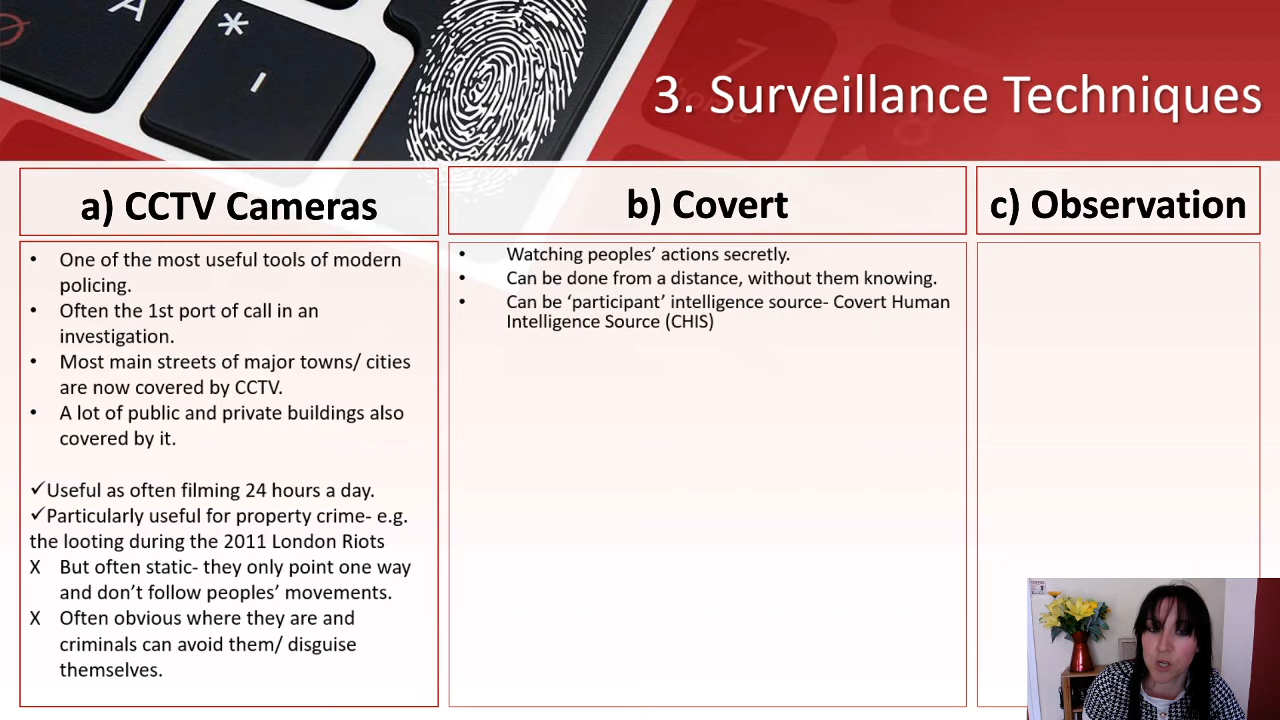 A
*
-
3. Surveillance Techniques
a) CCTV Cameras
b) Covert
c) Observation
• One of the most useful tools of modern
policing.
• Often the 1st port of call in an
investigation.
• Most main streets of major towns/ cities
are now covered by CCTV.
• A lot of public and private buildings also
covered by it.
✓Useful as often filming 24 hours a day.
✓Particularly useful for property crime- e.g.
the looting during the 2011 London Riots
X But often static- they only point one way
and don’t follow peoples’ movements.
X Often obvious where they are and
criminals can avoid them/ disguise
themselves.
• Watching peoples’ actions secretly.
• Can be done from a distance, without them knowing.
• Can be ‘participant’ intelligence source- Covert Human
Intelligence Source (CHIS)